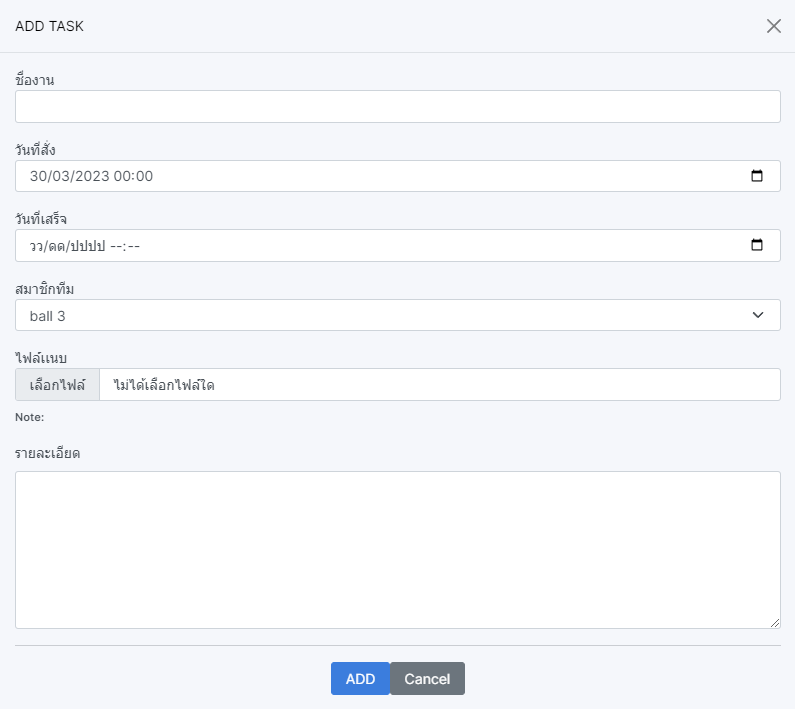 ADD TASK
ชื่องาน
วันที่สั่ง
30/03/2023 00:00
วันที่เสร็จ
วว/ดด/ปปปป --:--
สมาชิกทีม
ball 3
ไฟล์แนบ
เลือกไฟล์ ไม่ได้เลือกไฟล์ใด
Note:
รายละเอียด
ADD Cancel